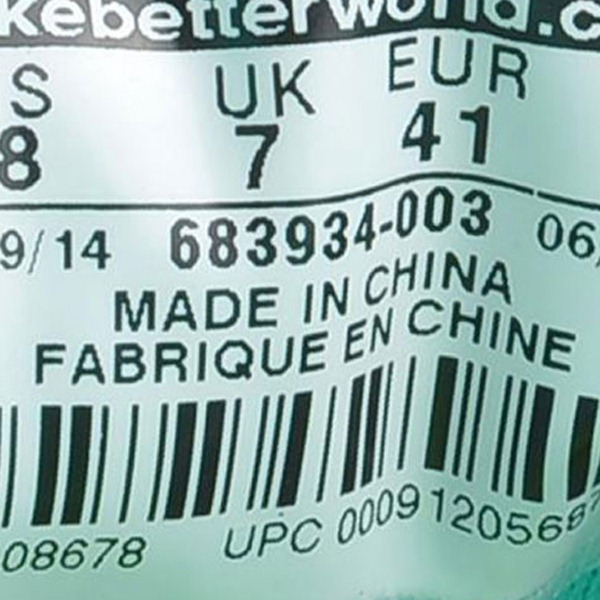 kebetterworld.c
S UK EUR
8 7 41
9/14 683934-003 06/
MADE IN CHINA
FABRIQUE EN CHINE
08678 UPC 00091205687